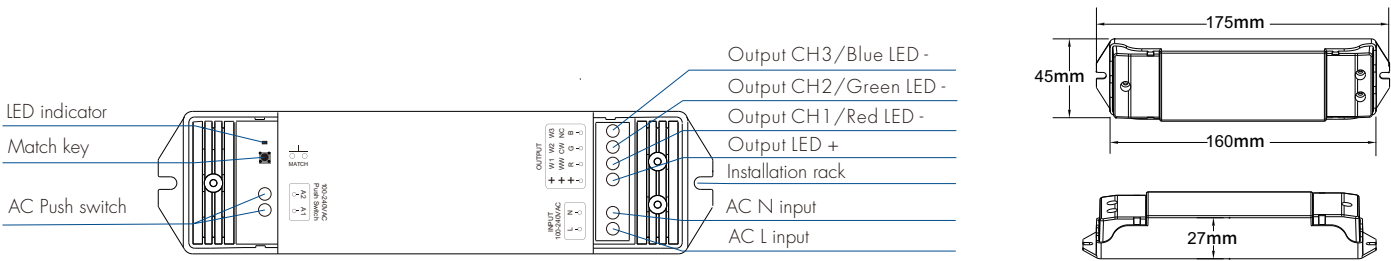 LED indicator
Match key
AC Push switch
MATCH
100-240VAC
Push Switch
A2
A1
OUTPUT
W3 NC B
W2 CW G
W1 WW R
+ + +
INPUT
100-240VAC
N
L
Output CH3/Blue LED -
Output CH2/Green LED -
Output CH1/Red LED -
Output LED +
Installation rack
AC N input
AC L input
175mm
45mm
160mm
27mm